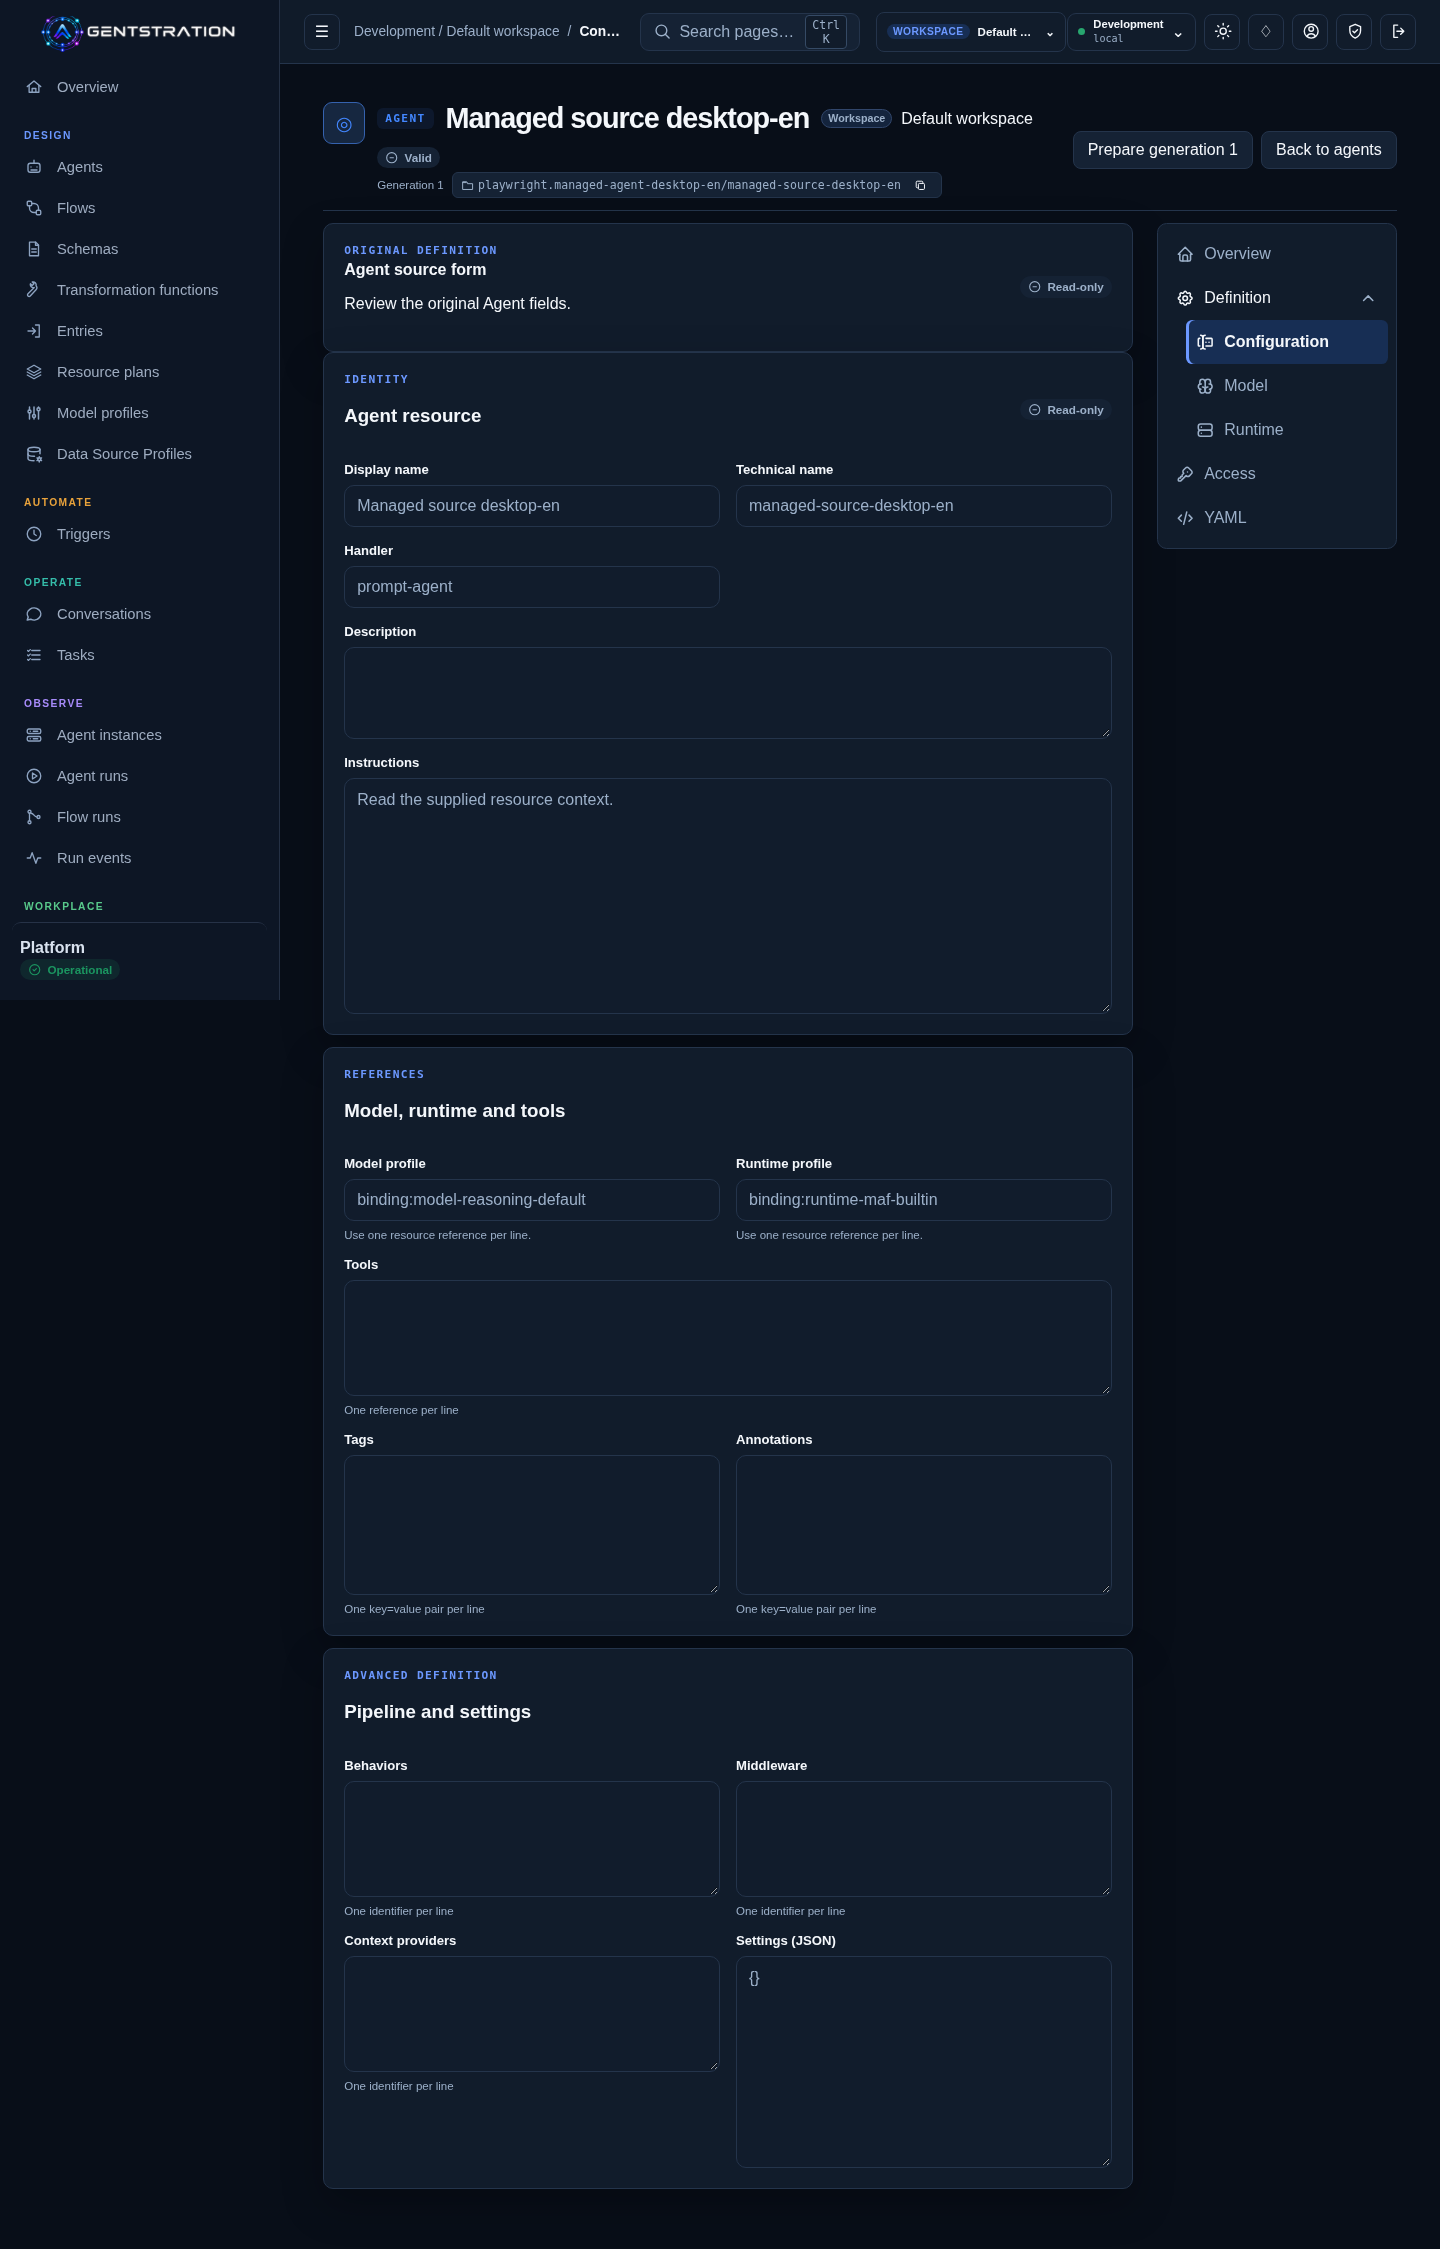 GENTSTRATION
Overview
DESIGN
Agents
Flows
Schemas
Transformation functions
Entries
Resource plans
Model profiles
Data Source Profiles
AUTOMATE
Triggers
OPERATE
Conversations
Tasks
OBSERVE
Agent instances
Agent runs
Flow runs
Run events
WORKPLACE
Platform
Operational
Development / Default workspace / Con…
Search pages…
Ctrl
K
WORKSPACE Default …
Development
local
AGENT Managed source desktop-en Workspace Default workspace
Valid
Generation 1 playwright.managed-agent-desktop-en/managed-source-desktop-en
Prepare generation 1
Back to agents
ORIGINAL DEFINITION
Agent source form
Review the original Agent fields.
Read-only
IDENTITY
Agent resource
Read-only
Display name
Managed source desktop-en
Technical name
managed-source-desktop-en
Handler
prompt-agent
Description
Instructions
Read the supplied resource context.
REFERENCES
Model, runtime and tools
Model profile
binding:model-reasoning-default
Use one resource reference per line.
Runtime profile
binding:runtime-maf-builtin
Use one resource reference per line.
Tools
One reference per line
Tags
One key=value pair per line
Annotations
One key=value pair per line
ADVANCED DEFINITION
Pipeline and settings
Behaviors
One identifier per line
Middleware
One identifier per line
Context providers
One identifier per line
Settings (JSON)
{}
Overview
Definition
Configuration
Model
Runtime
Access
YAML